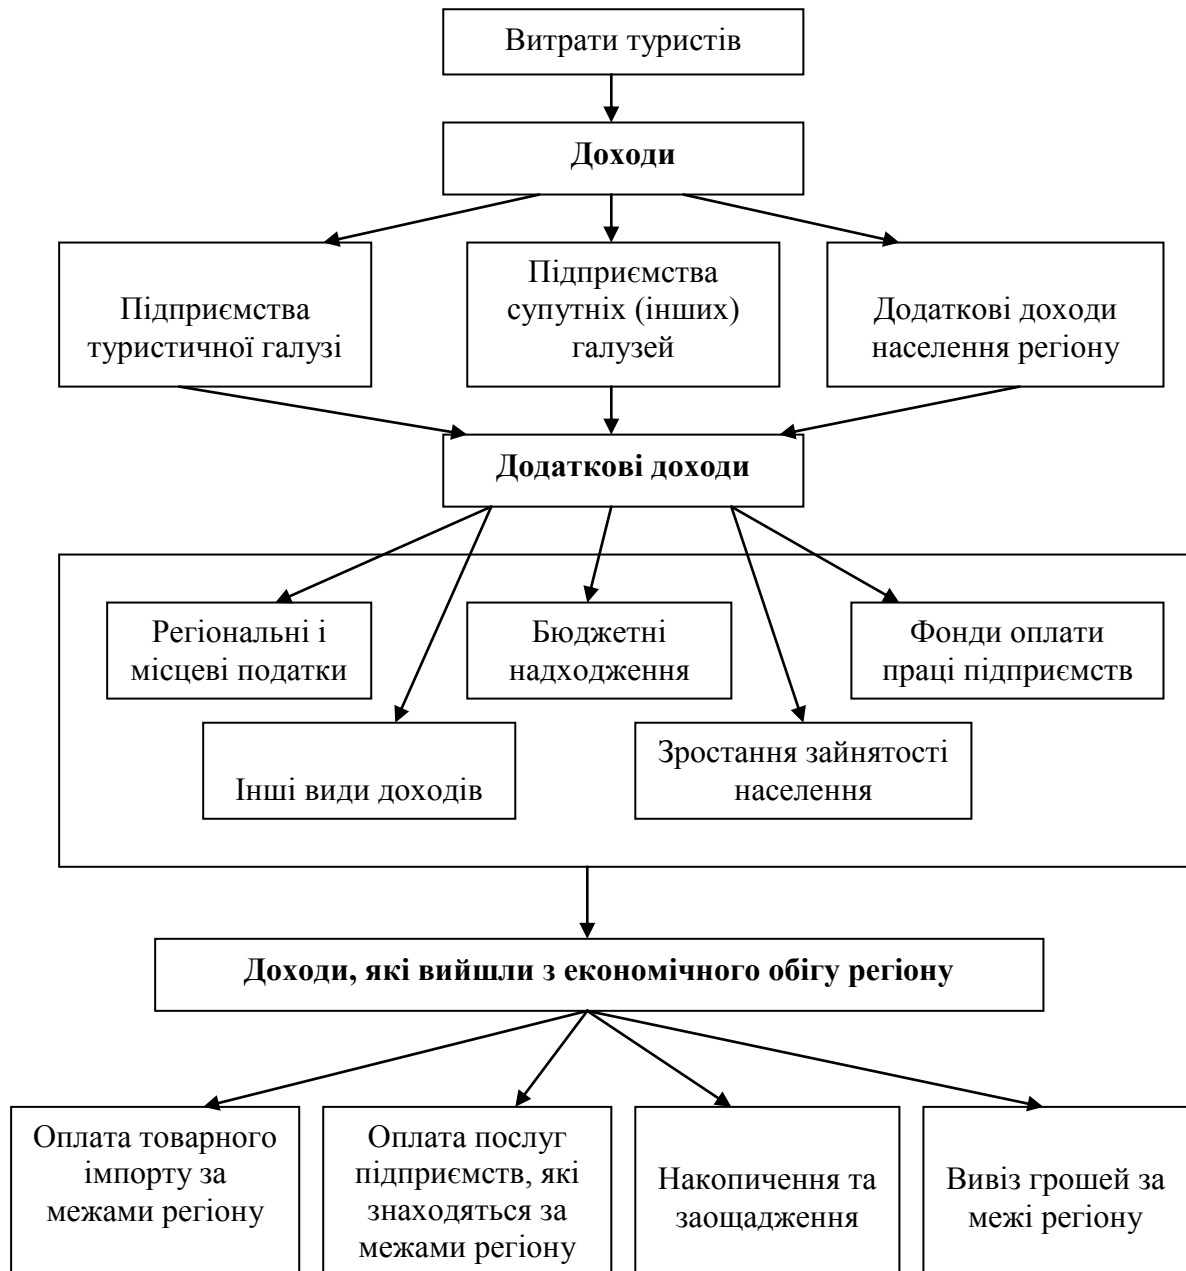 Витрати туристів
Доходи
Підприємства
туристичної галузі
Підприємства
супутніх (інших)
галузей
Додаткові доходи
населення регіону
Додаткові доходи
Регіональні і
місцеві податки
Бюджетні
надходження
Фонди оплати
праці підприємств
Інші види доходів
Зростання зайнятості
населення
Доходи, які вийшли з економічного обігу регіону
Оплата товарного
імпорту за
межами регіону
Оплата послуг
підприємств, які
знаходяться за
межами регіону
Накопичення та
заощадження
Вивіз грошей за
межі регіону